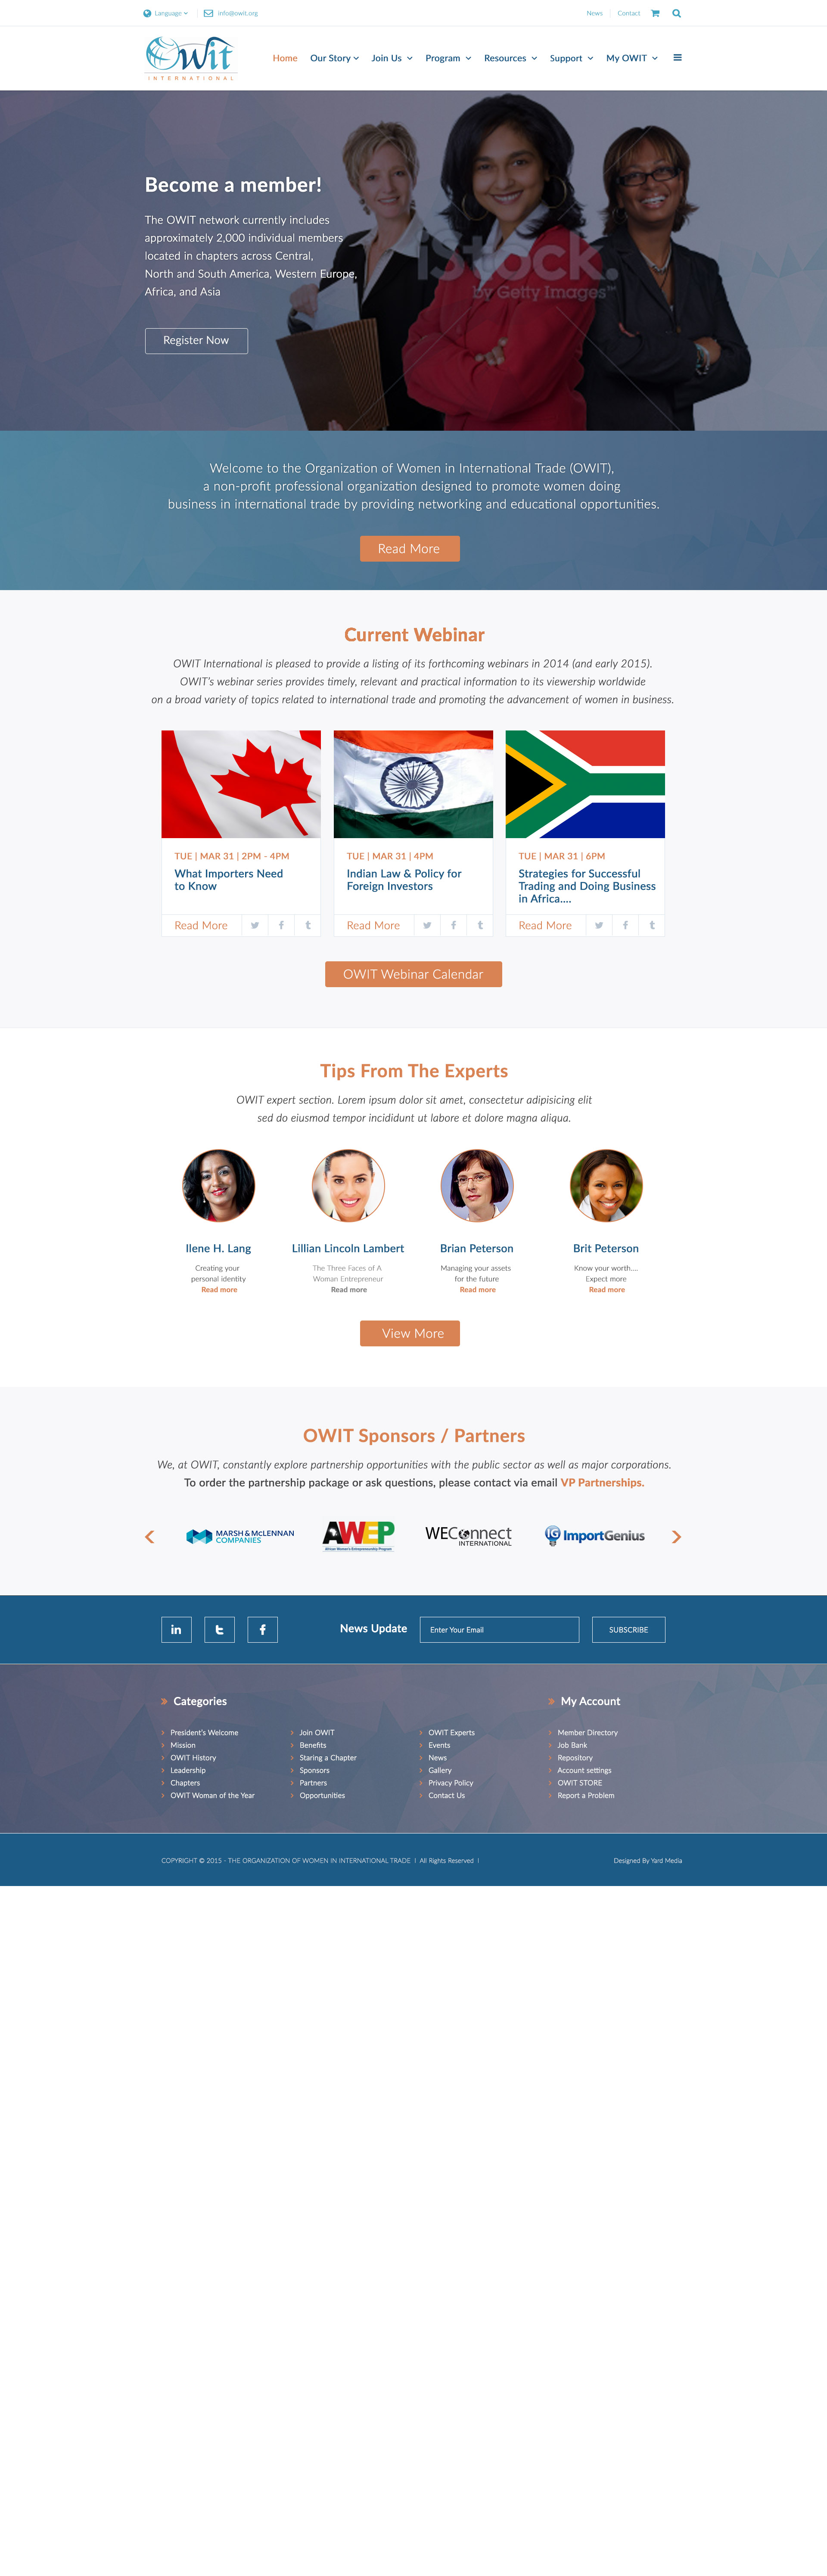 Language
info@owit.org
News
Contact
Owit
INTERNATIONAL
Home
Our Story
Join Us
Program
Resources
Support
My OWIT
Become a member!
The OWIT network currently includes
approximately 2,000 individual members
located in chapters across Central,
North and South America, Western Europe,
Africa, and Asia
Register Now
iStock.
by Getty Images™
Welcome to the Organization of Women in International Trade (OWIT),
a non-profit professional organization designed to promote women doing
business in international trade by providing networking and educational opportunities.
Read More
Current Webinar
OWIT International is pleased to provide a listing of its forthcoming webinars in 2014 (and early 2015).
OWIT's webinar series provides timely, relevant and practical information to its viewership worldwide
on a broad variety of topics related to international trade and promoting the advancement of women in business.
TUE | MAR 31 | 2PM - 4PM
What Importers Need
to Know
Read More
TUE | MAR 31 | 4PM
Indian Law & Policy for
Foreign Investors
Read More
TUE | MAR 31 | 6PM
Strategies for Successful
Trading and Doing Business
in Africa....
Read More
OWIT Webinar Calendar
Tips From The Experts
OWIT expert section. Lorem ipsum dolor sit amet, consectetur adipisicing elit
sed do eiusmod tempor incididunt ut labore et dolore magna aliqua.
Ilene H. Lang
Creating your
personal identity
Read more
Lillian Lincoln Lambert
The Three Faces of A
Woman Entrepreneur
Read more
Brian Peterson
Managing your assets
for the future
Read more
Brit Peterson
Know your worth....
Expect more
Read more
View More
OWIT Sponsors / Partners
We, at OWIT, constantly explore partnership opportunities with the public sector as well as major corporations.
To order the partnership package or ask questions, please contact via email VP Partnerships.
MARSH & McLENNAN
COMPANIES
AWEP
African Women's Entrepreneurship Program
WEConnect
INTERNATIONAL
IG ImportGenius
News Update
Enter Your Email
SUBSCRIBE
Categories
President's Welcome
Mission
OWIT History
Leadership
Chapters
OWIT Woman of the Year
Join OWIT
Benefits
Staring a Chapter
Sponsors
Partners
Opportunities
OWIT Experts
Events
News
Gallery
Privacy Policy
Contact Us
My Account
Member Directory
Job Bank
Repository
Account settings
OWIT STORE
Report a Problem
COPYRIGHT © 2015 - THE ORGANIZATION OF WOMEN IN INTERNATIONAL TRADE | All Rights Reserved |
Designed By Yard Media